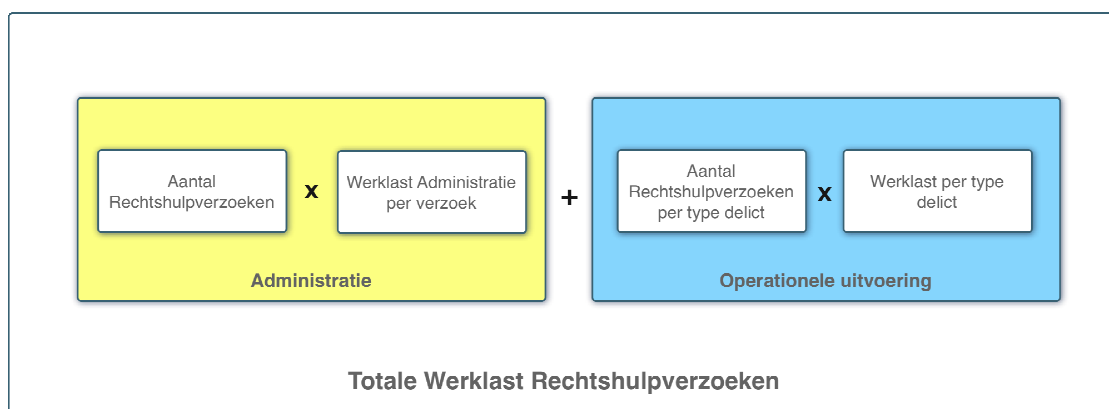 Aantal
Rechtshulpverzoeken
x
Werklast Administratie
per verzoek
Administratie
+
Aantal
Rechtshulpverzoeken
per type delict
x
Werklast per type
delict
Operationele uitvoering
Totale Werklast Rechtshulpverzoeken